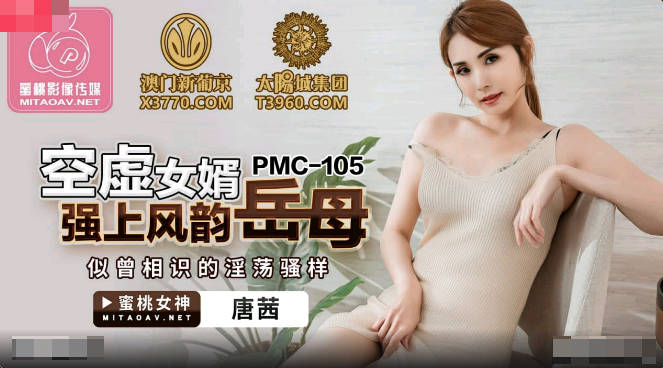 蜜桃影像传媒
MITAOAV.NET
澳门新葡京
X3770.COM
太阳城集团
T3960.COM
空虚女婿
PMC-105
强上风韵岳母
似曾相识的淫荡骚样
蜜桃女神
MITAOAV.NET
唐茜